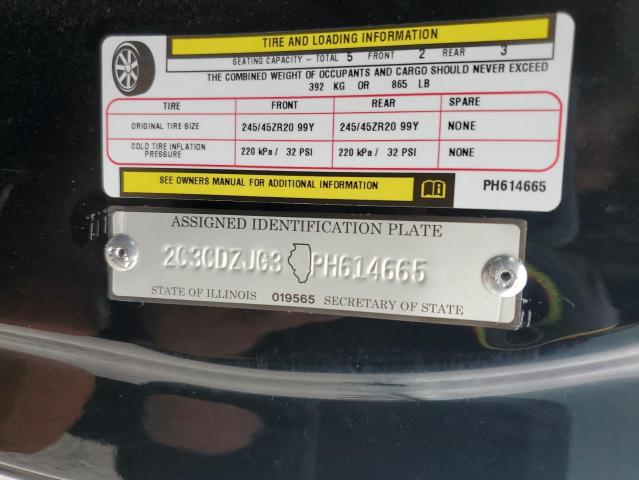 TIRE AND LOADING INFORMATION
SEATING CAPACITY - TOTAL 5 FRONT 2 REAR 3
THE COMBINED WEIGHT OF OCCUPANTS AND CARGO SHOULD NEVER EXCEED
392 KG OR 865 LB
TIRE FRONT REAR SPARE
ORIGINAL TIRE SIZE 245/45ZR20 99Y 245/45ZR20 99Y NONE
COLD TIRE INFLATION PRESSURE 220 kPa / 32 PSI 220 kPa / 32 PSI NONE
SEE OWNERS MANUAL FOR ADDITIONAL INFORMATION PH614665
ASSIGNED IDENTIFICATION PLATE
2C3CDZJG3 PH614665
STATE OF ILLINOIS 019565 SECRETARY OF STATE